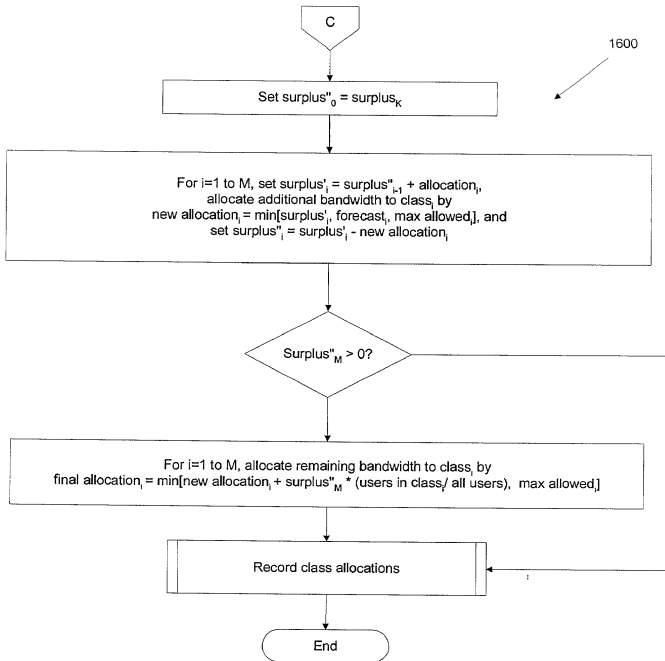 C
1600
Set surplus"₀ = surplus_K
For i=1 to M, set surplus'ᵢ = surplus"ᵢ₋₁ + allocationᵢ,
allocate additional bandwidth to classᵢ by
new allocationᵢ = min[surplus'ᵢ, forecastᵢ, max allowedᵢ], and
set surplus"ᵢ = surplus'ᵢ - new allocationᵢ
Surplus"_M > 0?
For i=1 to M, allocate remaining bandwidth to classᵢ by
final allocationᵢ = min[new allocationᵢ + surplus"_M * (users in classᵢ/ all users), max allowedᵢ]
Record class allocations
End